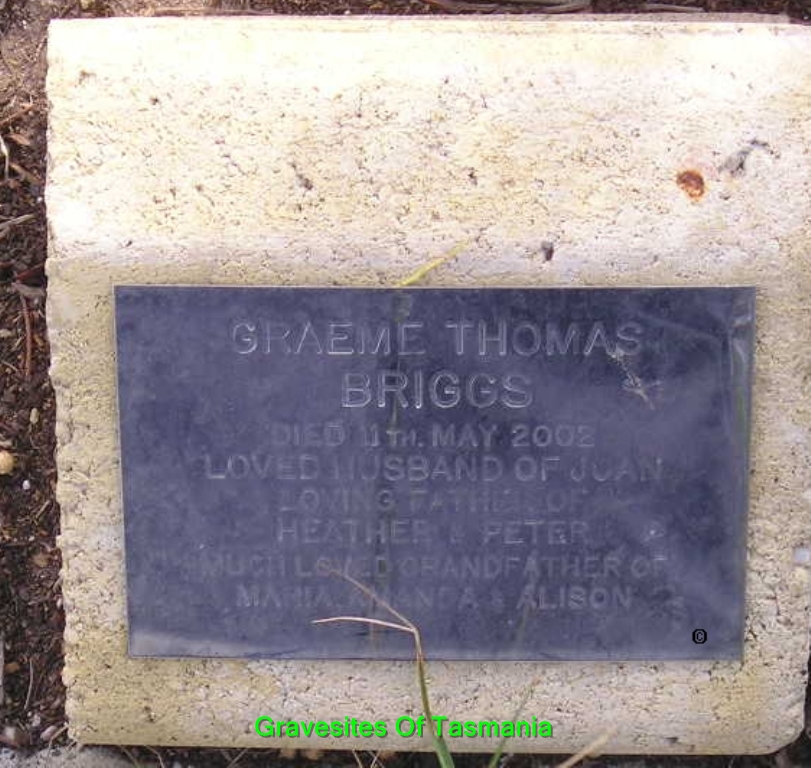 GRAEME THOMAS
BRIGGS
DIED 11TH. MAY 2002
LOVED HUSBAND OF JOAN
LOVING FATHER OF
HEATHER & PETER
MUCH LOVED GRANDFATHER OF
MARIA, AMANDA & ALISON
©
Gravesites Of Tasmania